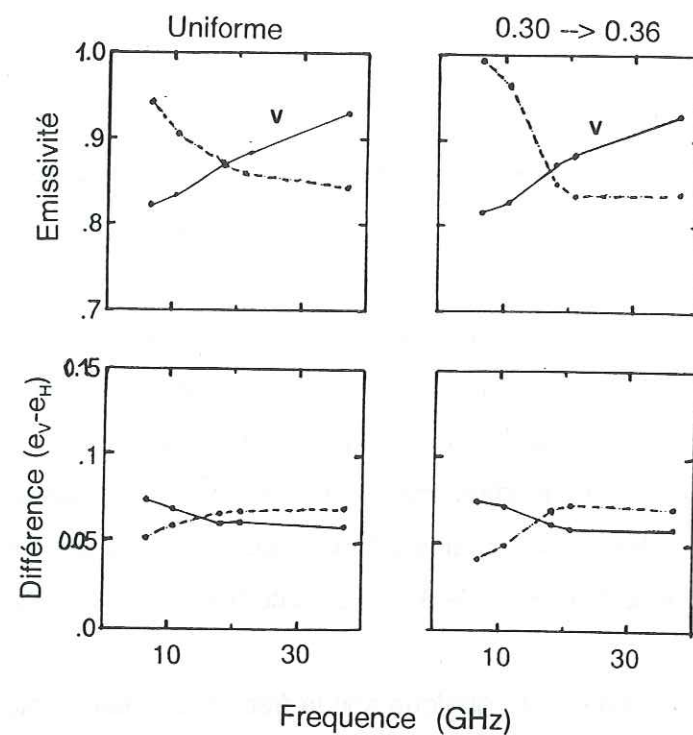 Uniforme
0.30 --> 0.36
1.0
.9
.8
.7
Emissivité
v
v
0.15
.1
0.05
.0
Différence (eV-eH)
10
30
10
30
Frequence (GHz)